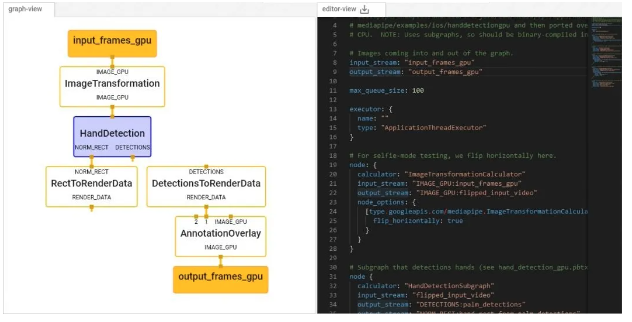 graph-view
input_frames_gpu
IMAGE_GPU
ImageTransformation
IMAGE_GPU
HandDetection
NORM_RECT DETECTIONS
NORM_RECT
RectToRenderData
RENDER_DATA
DETECTIONS
DetectionsToRenderData
RENDER_DATA
2 1 IMAGE_GPU
AnnotationOverlay
IMAGE_GPU
output_frames_gpu
editor-view
4 # mediapipe/examples/ios/handdetectiongpu and then ported ove
5 # CPU. NOTE: Uses subgraphs, so should be binary-compiled in
6
7 # Images coming into and out of the graph.
8 input_stream: "input_frames_gpu"
9 output_stream: "output_frames_gpu"
10
11 max_queue_size: 100
12
13 executor: {
14 name: ""
15 type: "ApplicationThreadExecutor"
16 }
17
18 # For selfie-mode testing, we flip horizontally here.
19 node: {
20 calculator: "ImageTransformationCalculator"
21 input_stream: "IMAGE_GPU:input_frames_gpu"
22 output_stream: "IMAGE_GPU:flipped_input_video"
23 node_options: {
24 [type.googleapis.com/mediapipe.ImageTransformationCalculo
25 flip_horizontally: true
26 }
27 }
28 }
29
30 # Subgraph that detections hands (see hand_detection_gpu.pbtx
31 node {
32 calculator: "HandDetectionSubgraph"
33 input_stream: "flipped_input_video"
34 output_stream: "DETECTIONS:palm_detections"